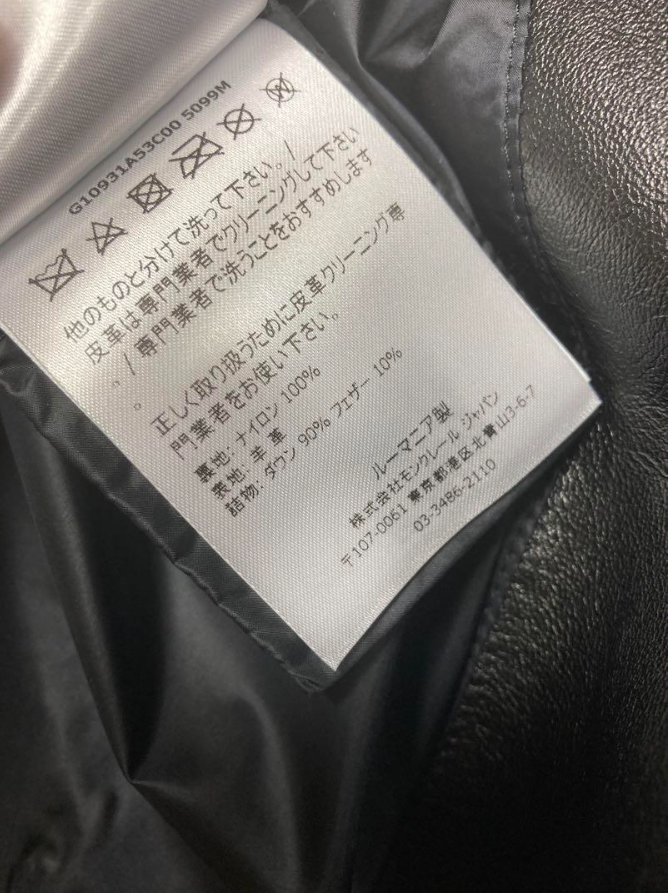 G10931A53C00 5099M
他のものと分けて洗って下さい。/
皮革は専門業者でクリーニングして下さい
。/ 専門業者で洗うことをおすすめします
。
正しく取り扱うために皮革クリーニング専
門業者をお使い下さい。
裏地: ナイロン 100%
表地: 羊 革
詰物: ダウン 90% フェザー 10%
ルーマニア製
株式会社モンクレール ジャパン
〒107-0061 東京都港区北青山3-6-7
03-3486-2110